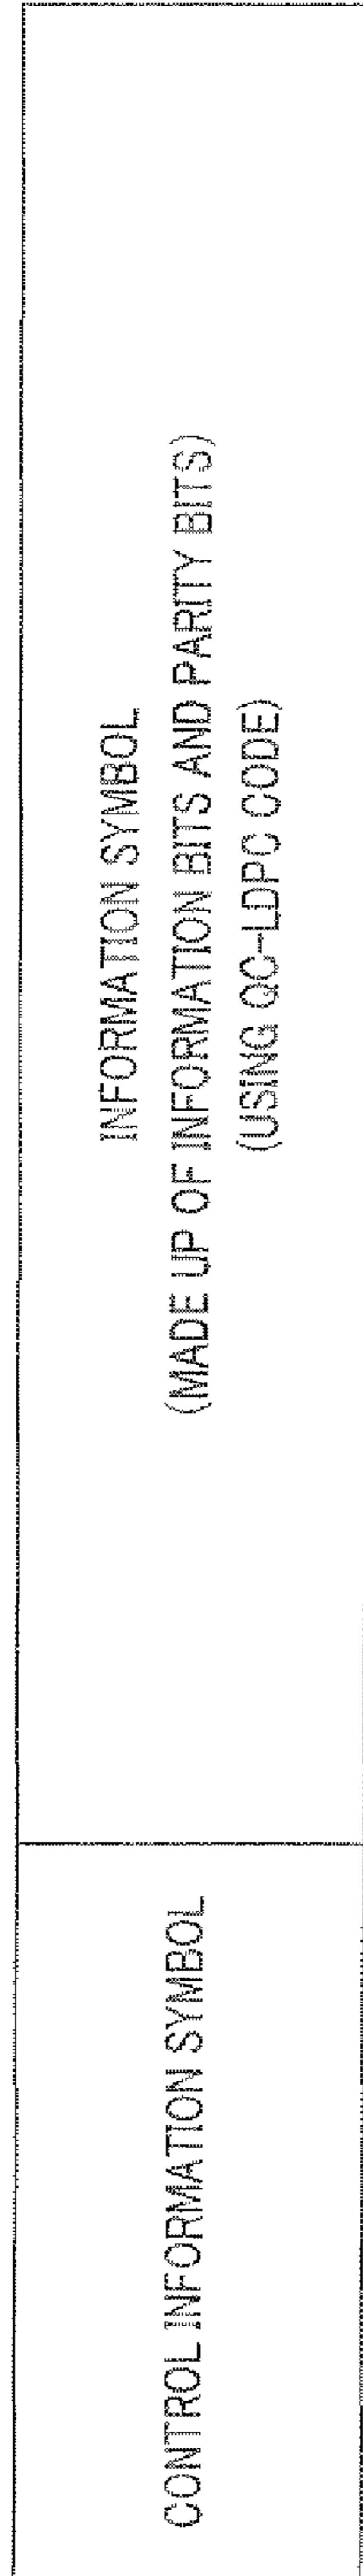 CONTROL INFORMATION SYMBOL
INFORMATION SYMBOL
(MADE UP OF INFORMATION BITS AND PARITY BITS)
(USING QC-LDPC CODE)